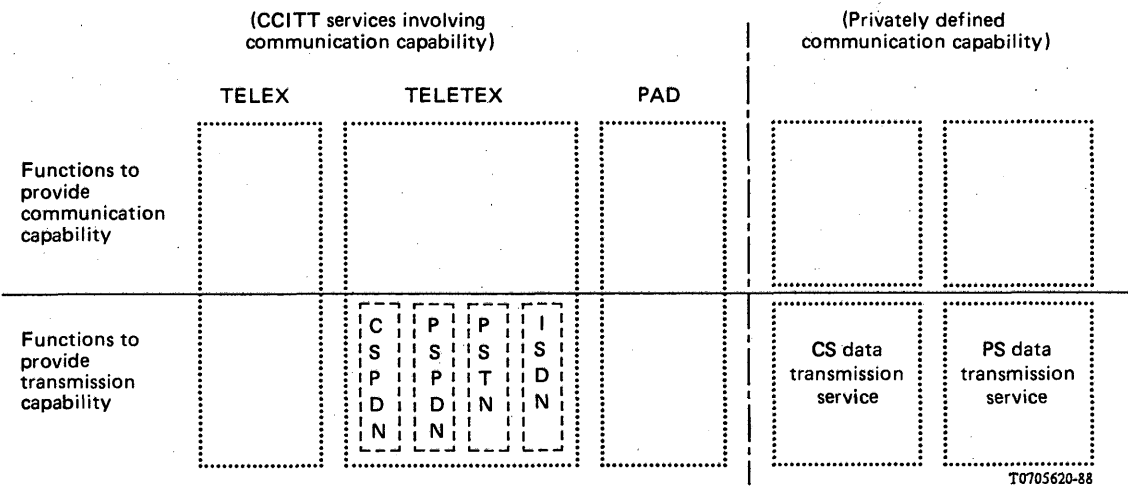 (CCITT services involving
communication capability)
(Privately defined
communication capability)
TELEX
TELETEX
PAD
Functions to
provide
communication
capability
Functions to
provide
transmission
capability
CSPDN
PSPDN
PSTN
ISDN
CS data
transmission
service
PS data
transmission
service
T0705620-88